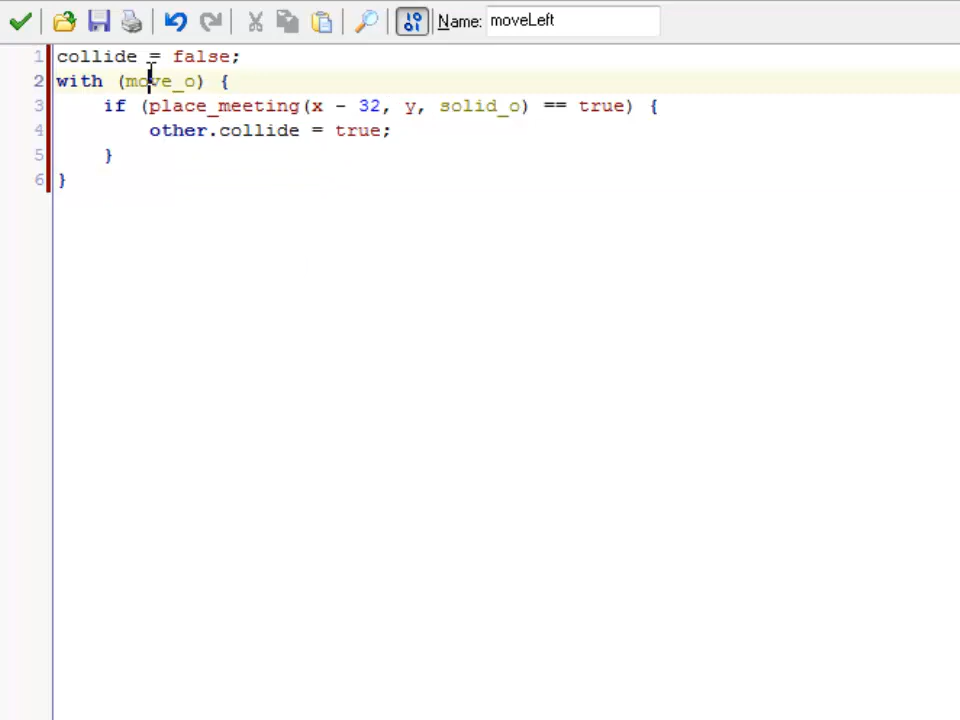 Name: moveLeft
1 collide = false;
2 with (move_o) {
3 if (place_meeting(x - 32, y, solid_o) == true) {
4 other.collide = true;
5 }
6 }